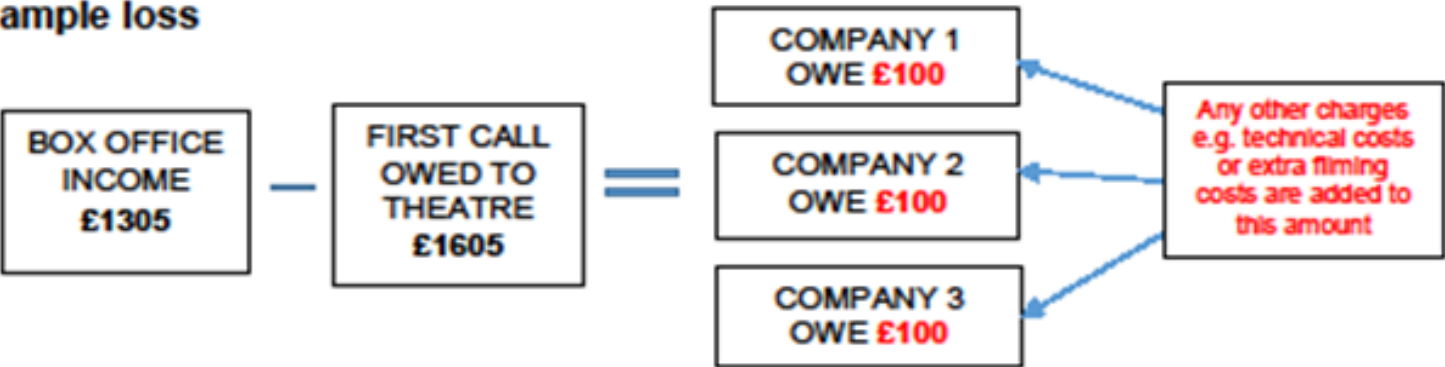 ample loss
BOX OFFICE
INCOME
£1305
FIRST CALL
OWED TO
THEATRE
£1605
COMPANY 1
OWE £100
COMPANY 2
OWE £100
COMPANY 3
OWE £100
Any other charges
e.g. technical costs
or extra filming
costs are added to
this amount